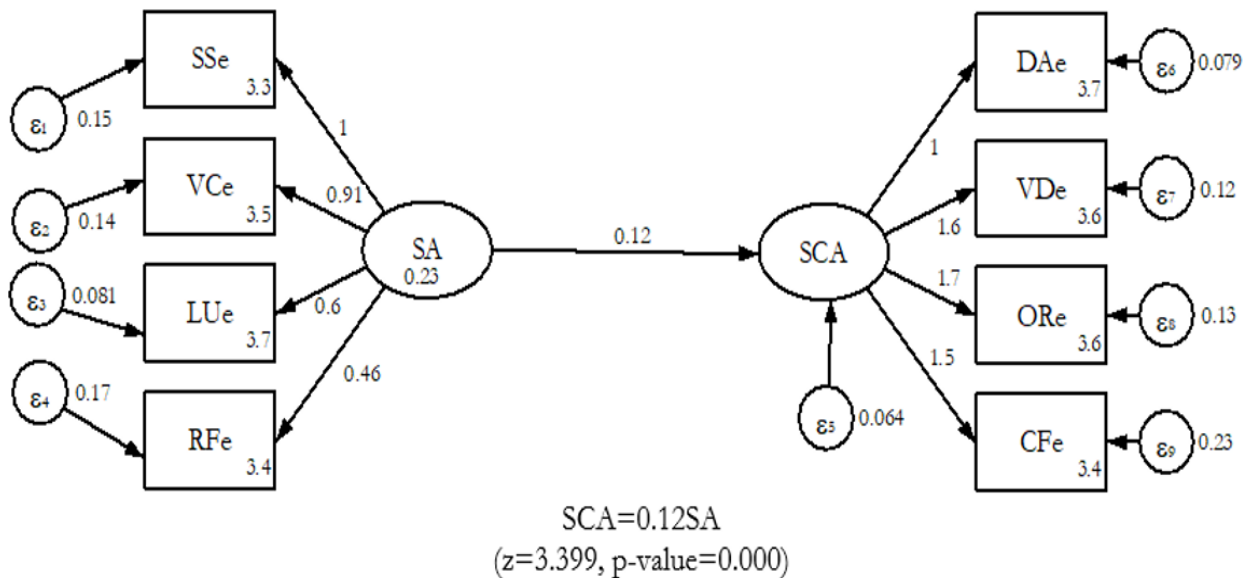 SSe
3.3
ε1
0.15
1
VCe
3.5
ε2
0.14
0.91
SA
0.23
LUe
3.7
ε3
0.081
0.6
RFe
3.4
ε4
0.17
0.46
0.12
SCA
ε5
0.064
DAe
3.7
ε6
0.079
1
VDe
3.6
ε7
0.12
1.6
ORe
3.6
ε8
0.13
1.7
CFe
3.4
ε9
0.23
1.5
SCA=0.12SA
(z=3.399, p-value=0.000)